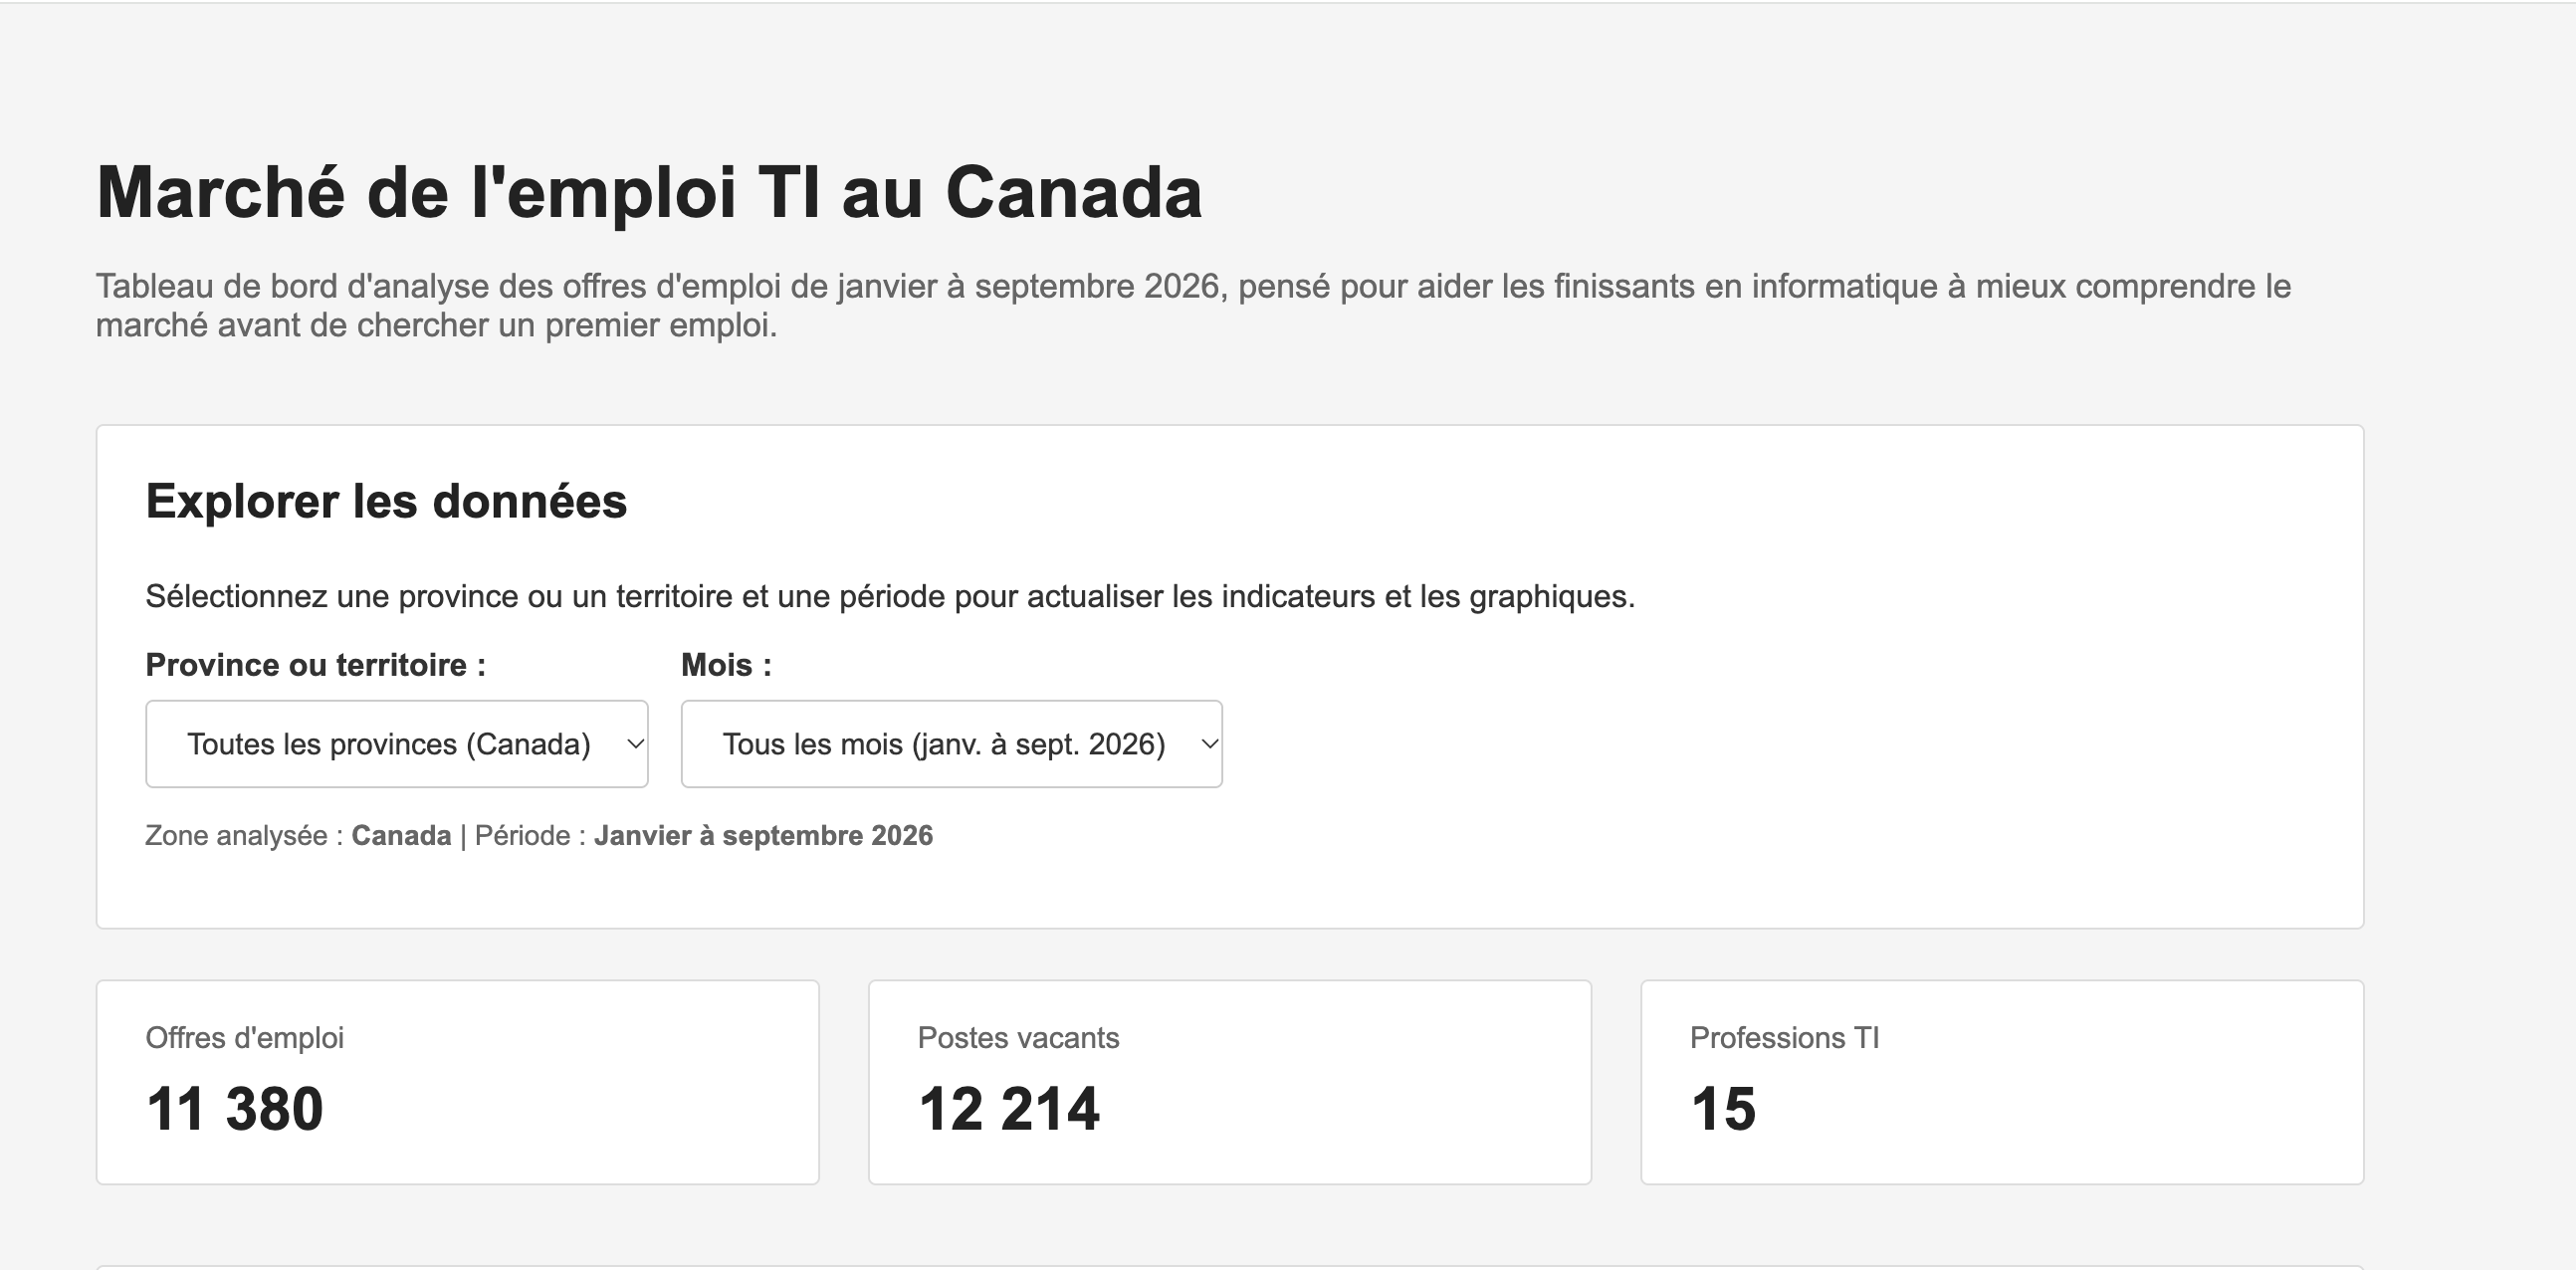 Marché de l'emploi TI au Canada
Tableau de bord d'analyse des offres d'emploi de janvier à septembre 2026, pensé pour aider les finissants en informatique à mieux comprendre le
marché avant de chercher un premier emploi.
Explorer les données
Sélectionnez une province ou un territoire et une période pour actualiser les indicateurs et les graphiques.
Province ou territoire : Mois :
Toutes les provinces (Canada) Tous les mois (janv. à sept. 2026)
Zone analysée : Canada | Période : Janvier à septembre 2026
Offres d'emploi Postes vacants Professions TI
11 380 12 214 15